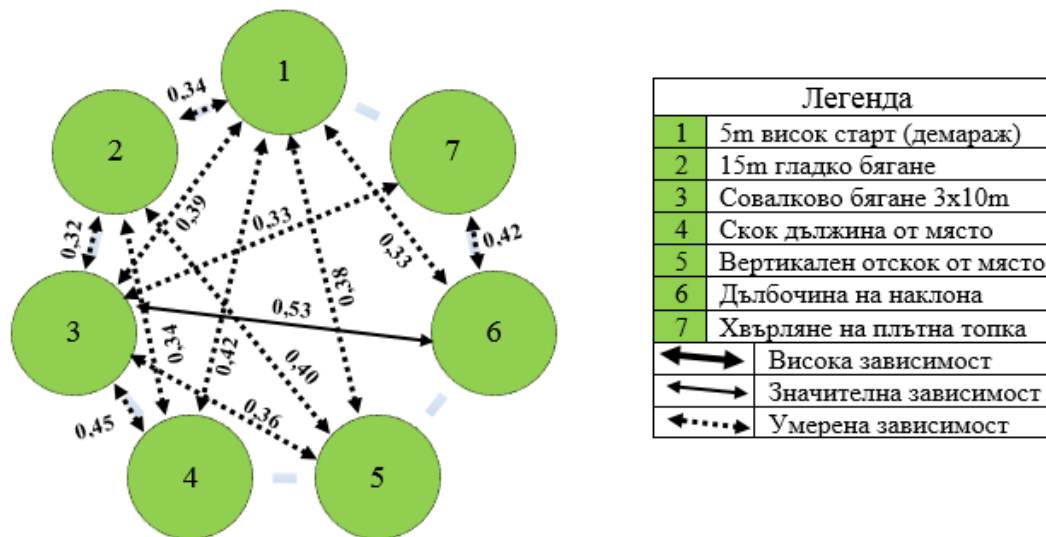 1
0,34
2
7
0,39
0,33
0,32
0,33
0,42
0,38
0,53
3
6
0,34
0,42
0,40
0,36
0,45
4
5
Легенда
1 5m висок старт (демараж)
2 15m гладко бягане
3 Совалково бягане 3х10m
4 Скок дължина от място
5 Вертикален отскок от място
6 Дълбочина на наклона
7 Хвърляне на плътна топка
Висока зависимост
Значителна зависимост
Умерена зависимост